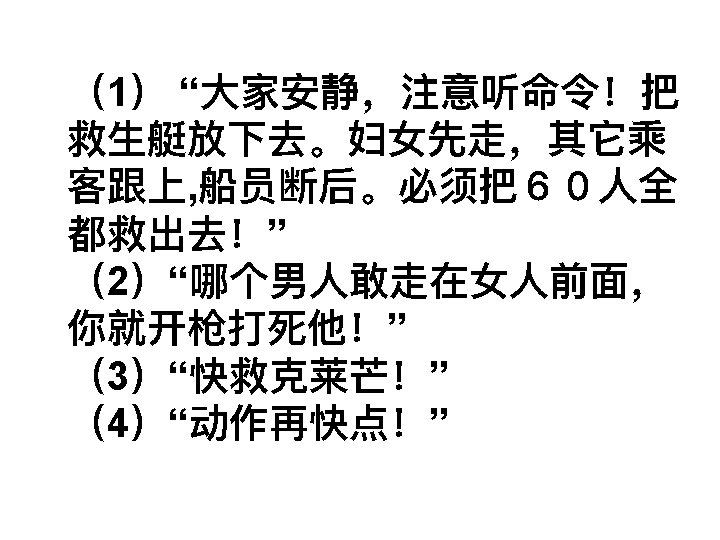 （1） “大家安静，注意听命令！把
救生艇放下去。妇女先走，其它乘
客跟上,船员断后。必须把６０人全
都救出去！”
（2）“哪个男人敢走在女人前面，
你就开枪打死他！”
（3）“快救克莱芒！”
（4）“动作再快点！”